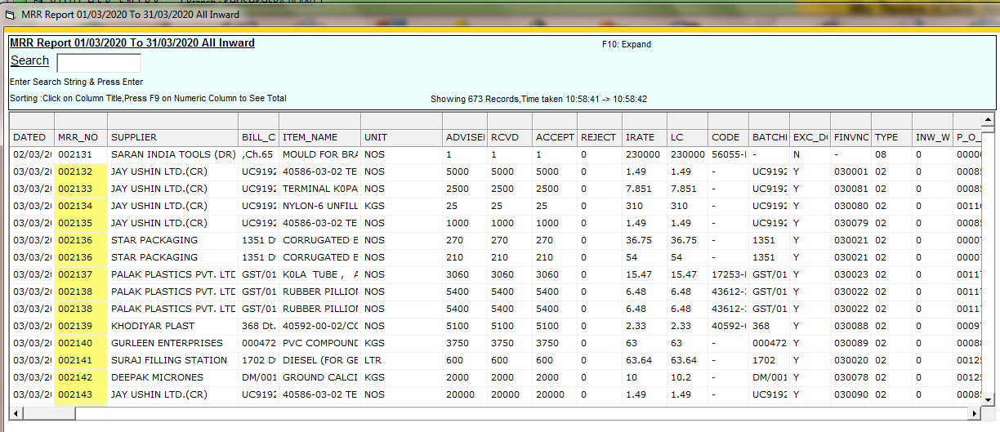 MRR Report 01/03/2020 To 31/03/2020 All Inward
MRR Report 01/03/2020 To 31/03/2020 All Inward F10: Expand
Search
Enter Search String & Press Enter
Sorting :Click on Column Title,Press F9 on Numeric Column to See Total Showing 673 Records,Time taken 10:58:41 -> 10:58:42
DATED MRR_NO SUPPLIER BILL_C ITEM_NAME UNIT ADVISE RCVD ACCEPT REJECT IRATE LC CODE BATCH EXC_D FINVNO TYPE INW_W P_O_
02/03/2 002131 SARAN INDIA TOOLS (DR) ,Ch.65 MOULD FOR BRA NOS 1 1 1 0 230000 230000 56055- - N - 08 0 0000
03/03/2 002132 JAY USHIN LTD.(CR) UC9192 40586-03-02 TE NOS 5000 5000 5000 0 1.49 1.49 - UC9192 Y 030001 02 0 0008
03/03/2 002133 JAY USHIN LTD.(CR) UC9192 TERMINAL K0PA NOS 2500 2500 2500 0 7.851 7.851 - UC9192 Y 030081 02 0 0008
03/03/2 002134 JAY USHIN LTD.(CR) UC9192 NYLON-6 UNFILL KGS 25 25 25 0 310 310 - UC9192 Y 030080 02 0 0011
03/03/2 002135 JAY USHIN LTD.(CR) UC9192 40586-03-02 TE NOS 1000 1000 1000 0 1.49 1.49 - UC9192 Y 030079 02 0 0008
03/03/2 002136 STAR PACKAGING 1351 D CORRUGATED B NOS 270 270 270 0 36.75 36.75 - 1351 Y 030021 02 0 0000
03/03/2 002136 STAR PACKAGING 1351 D CORRUGATED B NOS 210 210 210 0 54 54 - 1351 Y 030021 02 0 0000
03/03/2 002137 PALAK PLASTICS PVT. LTD GST/01 K0LA TUBE , A NOS 3060 3060 3060 0 15.47 15.47 17253- GST/01 Y 030023 02 0 0011
03/03/2 002138 PALAK PLASTICS PVT. LTD GST/01 RUBBER PILLION NOS 5400 5400 5400 0 6.48 6.48 43612- GST/01 Y 030022 02 0 0011
03/03/2 002138 PALAK PLASTICS PVT. LTD GST/01 RUBBER PILLION NOS 5400 5400 5400 0 6.48 6.48 43612- GST/01 Y 030022 02 0 0011
03/03/2 002139 KHODIYAR PLAST 368 Dt. 40592-00-02/CO NOS 5100 5100 5100 0 2.33 2.33 40592- 368 Y 030088 02 0 0009
03/03/2 002140 GURLEEN ENTERPRISES 000472 PVC COMPOUND KGS 3750 3750 3750 0 63 63 - 000472 Y 030089 02 0 0008
03/03/2 002141 SURAJ FILLING STATION 1702 D DIESEL (FOR GE LTR 600 600 600 0 63.64 63.64 - 1702 Y 030020 02 0 0012
03/03/2 002142 DEEPAK MICRONES DM/001 GROUND CALCI KGS 2000 2000 2000 0 10 10.2 - DM/001 Y 030078 02 0 0012
03/03/2 002143 JAY USHIN LTD.(CR) UC9192 40586-03-02 TE NOS 20000 20000 20000 0 1.49 1.49 - UC9192 Y 030090 02 0 0008